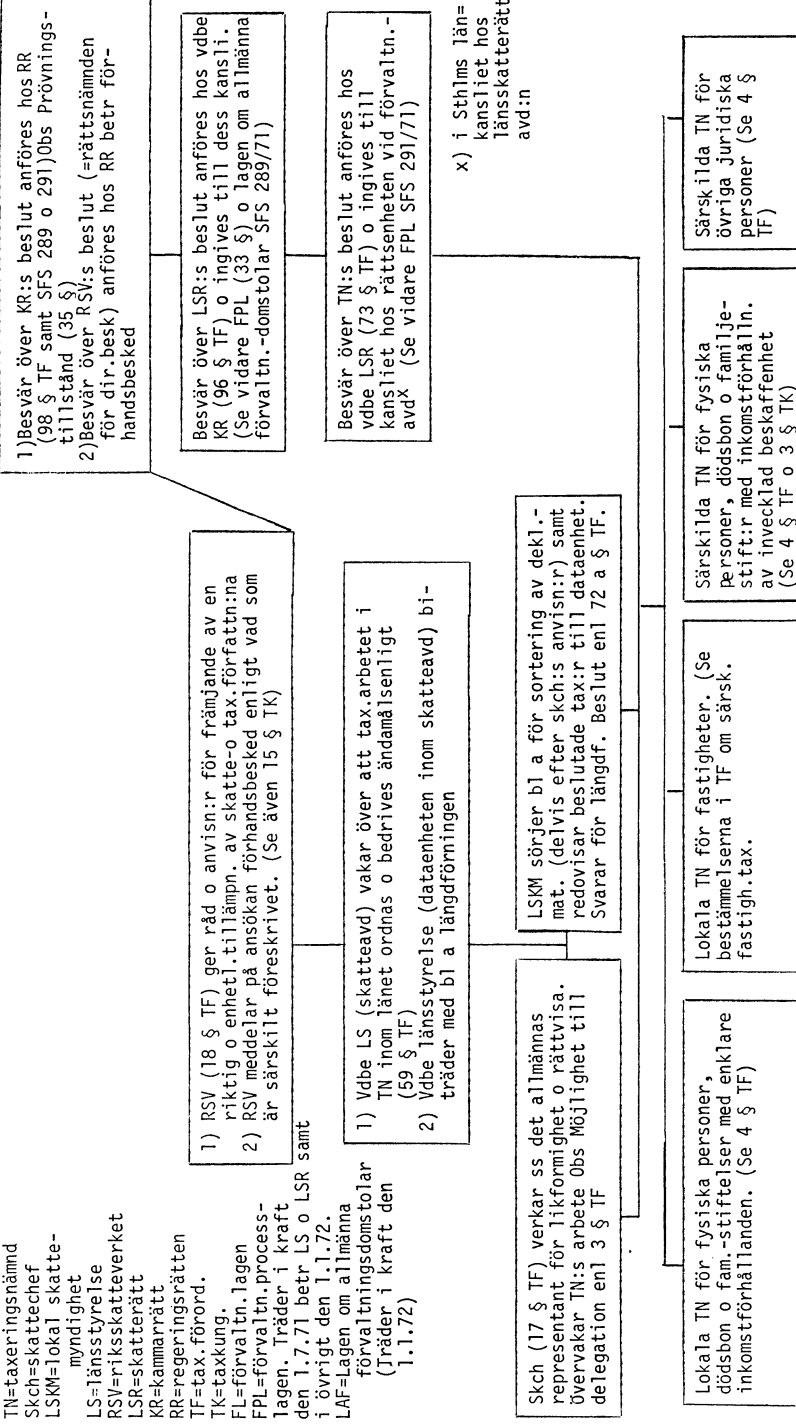 TN=taxeringsnämnd
Skch=skattechef
LSKM=lokal skatte-
myndighet
LS=länsstyrelse
RSV=riksskatteverket
LSR=skatterätt
KR=kammarrätt
RR=regeringsrätten
TF=tax.förord.
TK=taxkung.
FL=förvaltn.lagen
FPL=förvaltn.process-
lagen. Träder i kraft
den 1.7.71 betr LS o LSR samt
i övrigt den 1.1.72.
LAF=Lagen om allmänna
förvaltningsdomstolar
(Träder i kraft den
1.1.72)
1) RSV (18 § TF) ger råd o anvisn:r för främjande av en
riktig o enhetl.tillämpn. av skatte-o tax.författn:na
2) RSV meddelar på ansökan förhandsbesked enligt vad som
är särskilt föreskrivet. (Se även 15 § TK)
1)Besvär över KR:s beslut anföres hos RR
(98 § TF samt SFS 289 o 291)Obs Prövnings-
tillstånd (35 §)
2)Besvär över RSV:s beslut (=rättsnämnden
för dir.besk) anföres hos RR betr för-
handsbesked
Besvär över LSR:s beslut anföres hos vdbe
KR (96 § TF) o ingives till dess kansli.
(Se vidare FPL (33 §) o lagen om allmänna
förvaltn.-domstolar SFS 289/71)
1) Vdbe LS (skatteavd) vakar över att tax.arbetet i
TN inom länet ordnas o bedrives ändamålsenligt
(59 § TF)
2) Vdbe länsstyrelse (dataenheten inom skatteavd) bi-
träder med bl a längdförningen
Besvär över TN:s beslut anföres hos
vdbe LSR (73 § TF) o ingives till
kansliet hos rättsenheten vid förvaltn.-
avdx (Se vidare FPL SFS 291/71)
x) i Sthlms län=
kansliet hos
länsskatterätt
avd:n
Skch (17 § TF) verkar ss det allmännas
representant för likformighet o rättvisa.
Övervakar TN:s arbete Obs Möjlighet till
delegation enl 3 § TF
LSKM sörjer bl a för sortering av dekl.-
mat. (delvis efter skch:s anvisn:r) samt
redovisar beslutade tax:r till dataenhet.
Svarar för längdf. Beslut enl 72 a § TF.
Lokala TN för fysiska personer,
dödsbon o fam.-stiftelser med enklare
inkomstförhållanden. (Se 4 § TF)
Lokala TN för fastigheter. (Se
bestämmelserna i TF om särsk.
fastigh.tax.
Särskilda TN för fysiska
personer, dödsbon o familje-
stift:r med inkomstförhålln.
av invecklad beskaffenhet
(Se 4 § TF o 3 § TK)
Särskilda TN för
övriga juridiska
personer (Se 4 §
TF)